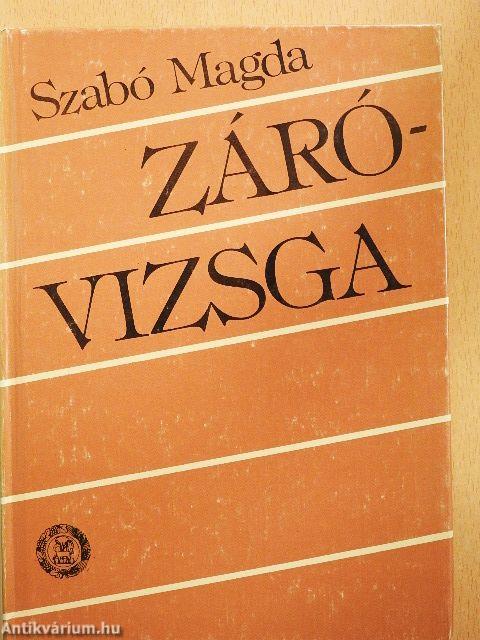 Szabó Magda
ZÁRÓ-
VIZSGA
Antikvárium.hu